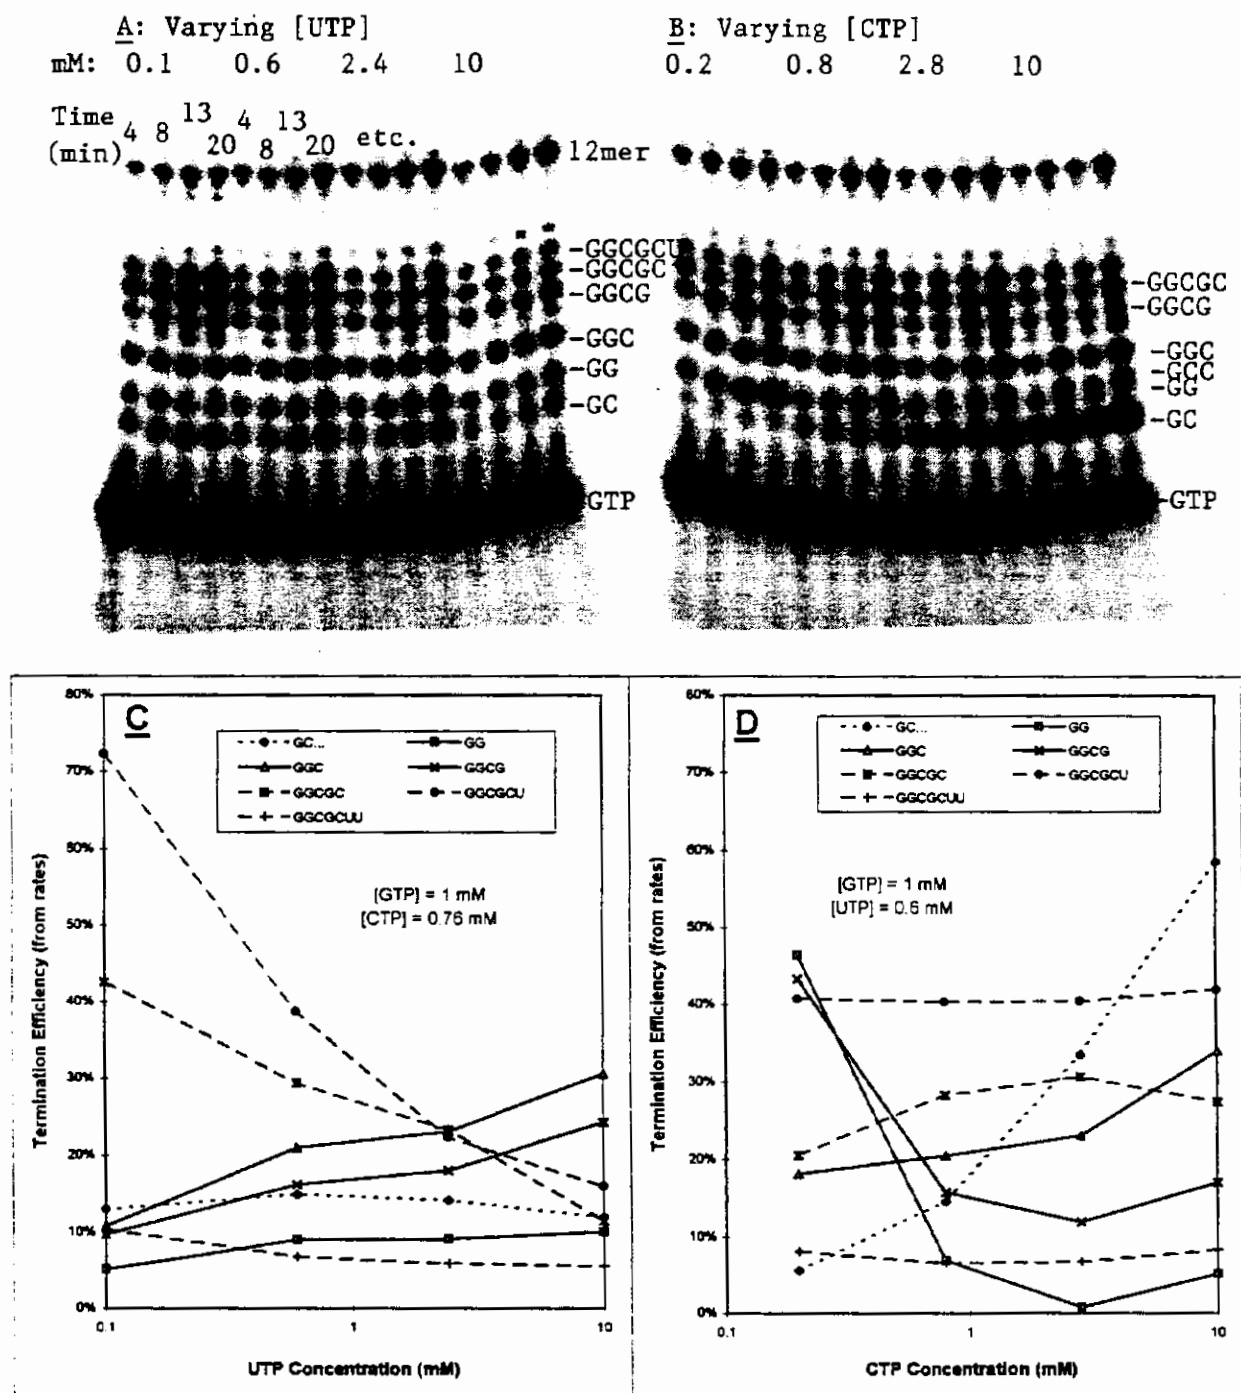 A: Varying [UTP]
mM: 0.1 0.6 2.4 10
Time (min) 4 8 13 20 4 8 13 20 etc.
12mer
-GGCGCU
-GGCGC
-GGCG
-GGC
-GG
-GC
GTP
B: Varying [CTP]
0.2 0.8 2.8 10
-GGCGC
-GGCG
-GGC
-GCC
-GG
-GC
-GTP
C
80%
70%
60%
50%
40%
30%
20%
10%
0%
Termination Efficiency (from rates)
GC... GG
GGC GGCG
GGCGC GGCGCU
GGCGCUU
[GTP] = 1 mM
[CTP] = 0.76 mM
0.1 1 10
UTP Concentration (mM)
D
80%
70%
60%
50%
40%
30%
20%
10%
0%
Termination Efficiency (from rates)
GC... GG
GGC GGCG
GGCGC GGCGCU
GGCGCUU
[GTP] = 1 mM
[UTP] = 0.6 mM
0.1 1 10
CTP Concentration (mM)